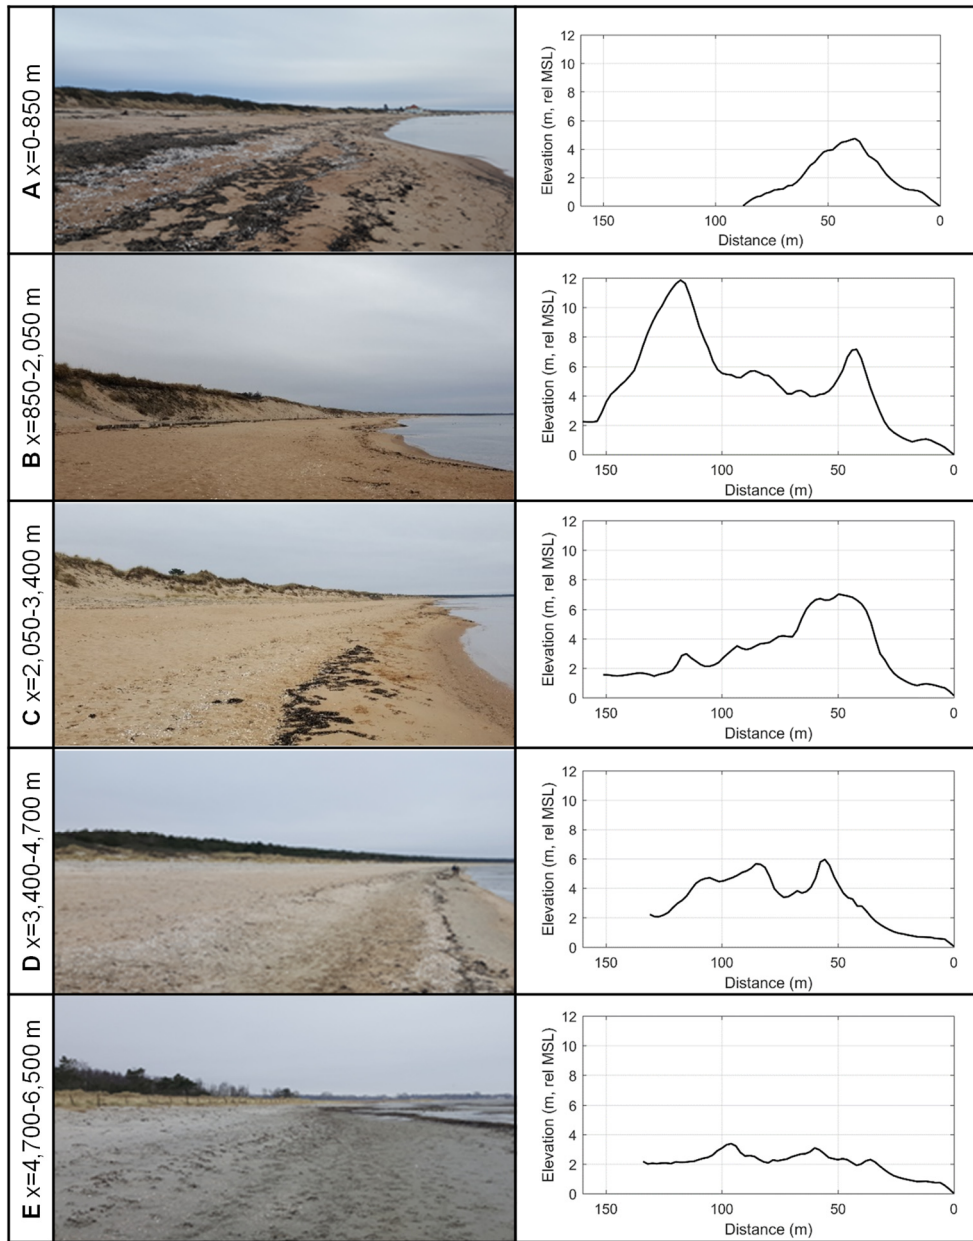 A x=0-850 m
Elevation (m, rel MSL)
12
10
8
6
4
2
0
150 100 50 0
Distance (m)
B x=850-2,050 m
Elevation (m, rel MSL)
12
10
8
6
4
2
0
150 100 50 0
Distance (m)
C x=2,050-3,400 m
Elevation (m, rel MSL)
12
10
8
6
4
2
0
150 100 50 0
Distance (m)
D x=3,400-4,700 m
Elevation (m, rel MSL)
12
10
8
6
4
2
0
150 100 50 0
Distance (m)
E x=4,700-6,500 m
Elevation (m, rel MSL)
12
10
8
6
4
2
0
150 100 50 0
Distance (m)